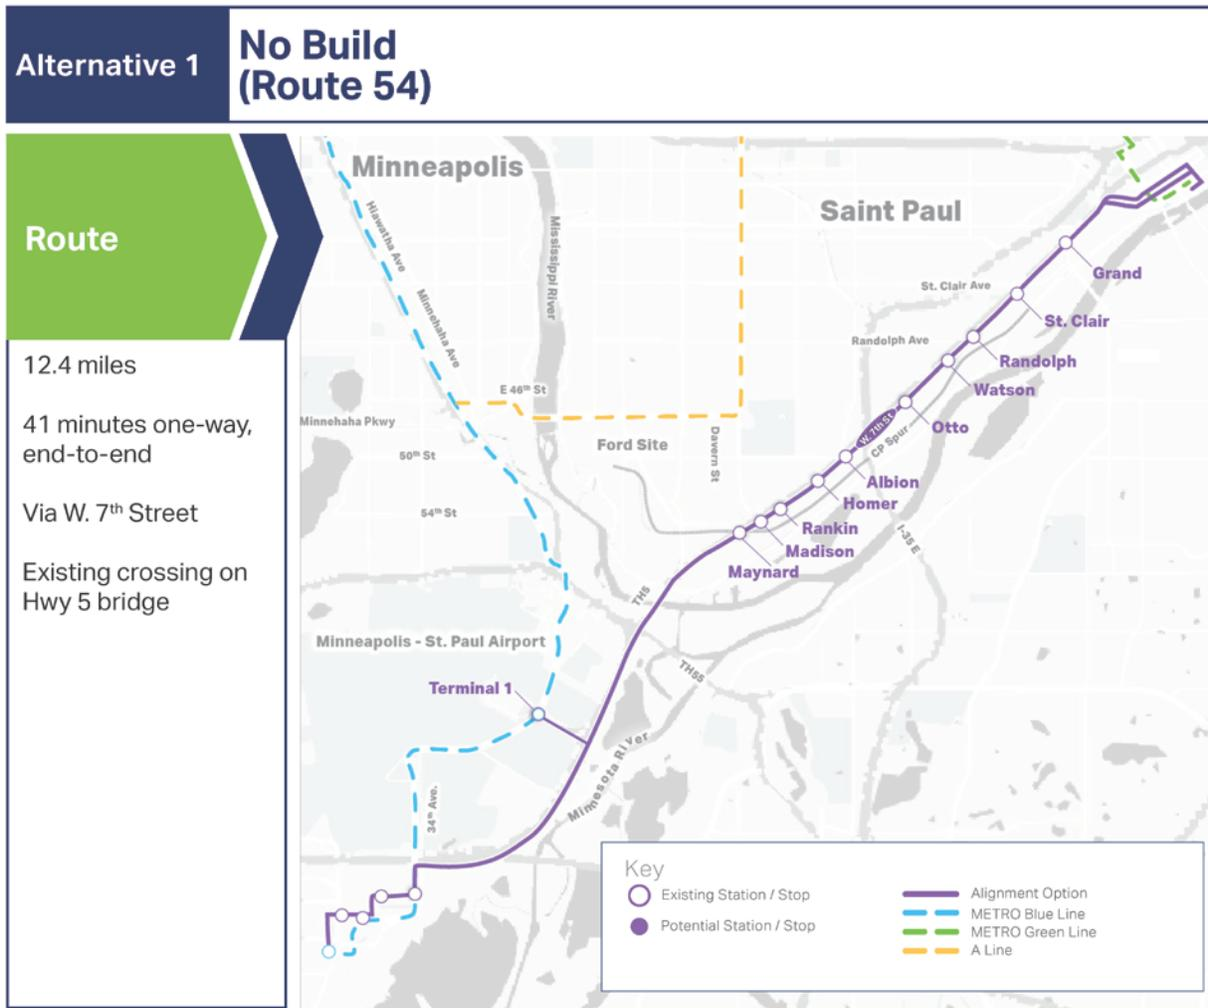 Alternative 1
No Build
(Route 54)
Route
12.4 miles
41 minutes one-way,
end-to-end
Via W. 7th Street
Existing crossing on
Hwy 5 bridge
Minneapolis
Saint Paul
Hiawatha Ave
Mississippi River
Minnehaha Ave
Grand
St. Clair Ave
St. Clair
Randolph Ave
Randolph
Watson
E 46th St
Minnehaha Pkwy
Otto
W. 7th St
CP Spur
Ford Site
Davern St
50th St
Albion
Homer
54th St
Rankin
Madison
I-35 E
Maynard
TH5
Minneapolis - St. Paul Airport
TH55
Terminal 1
Minnesota River
34th Ave.
Key
Existing Station / Stop
Potential Station / Stop
Alignment Option
METRO Blue Line
METRO Green Line
A Line